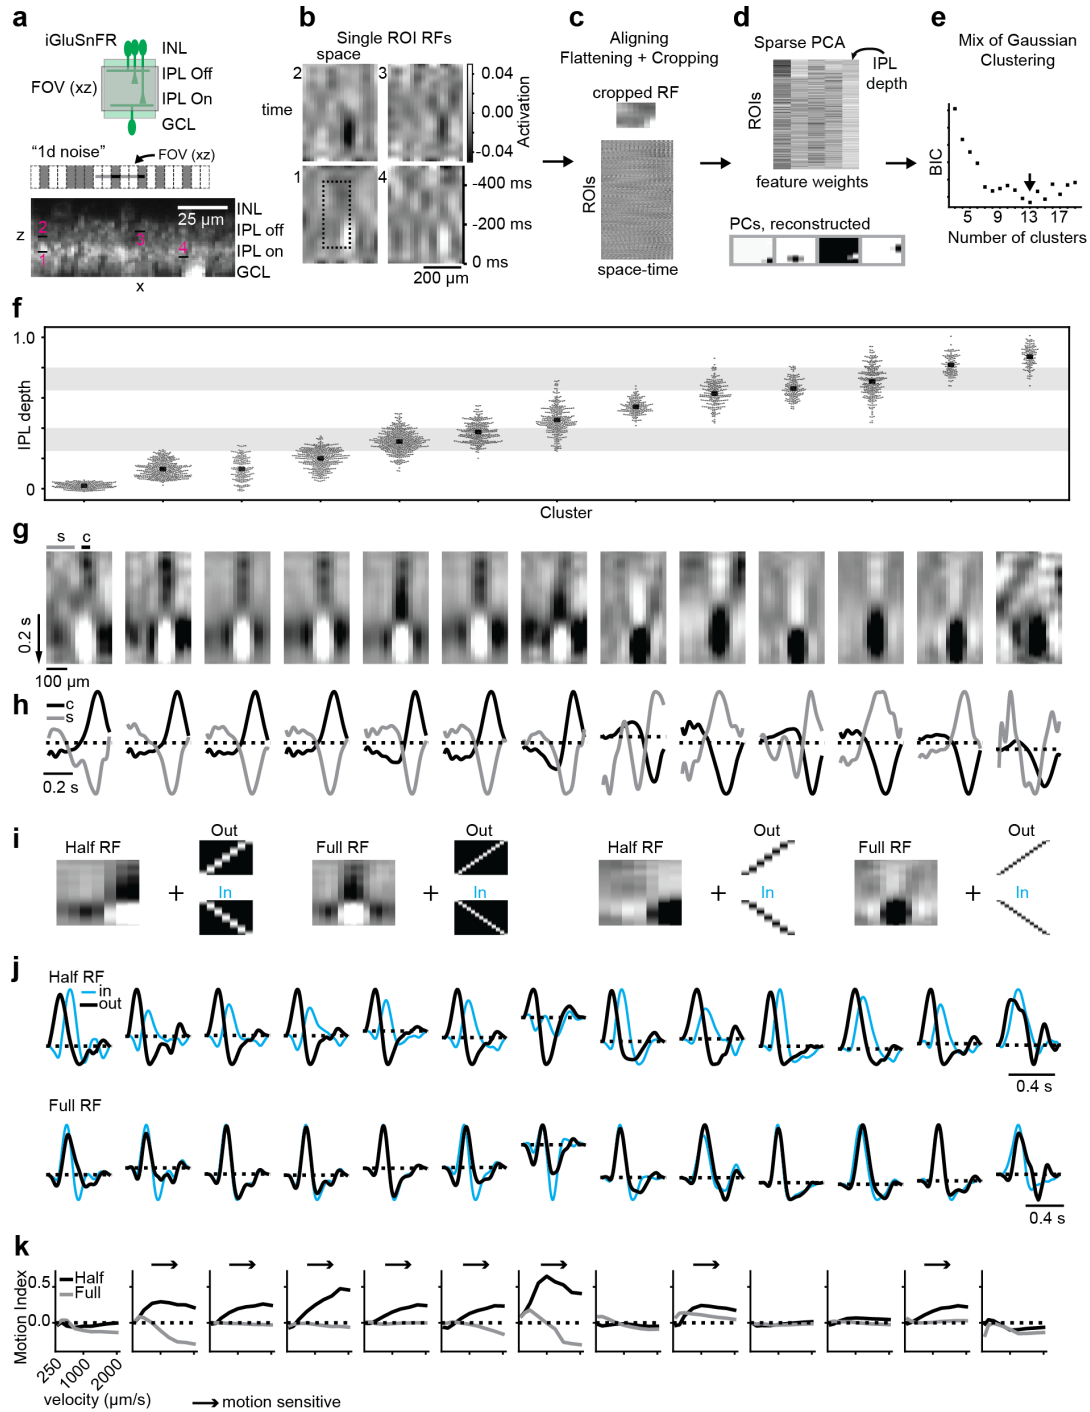 a
iGluSnFR
INL
FOV (xz)
IPL Off
IPL On
GCL
"1d noise"
FOV (xz)
25 µm
INL
IPL off
IPL on
GCL
z
2
3
1
4
x
b
Single ROI RFs
space
2
3
time
0.04
0.00
-0.04
Activation
1
4
-400 ms
-200 ms
0 ms
200 µm
c
Aligning
Flattening + Cropping
cropped RF
ROIs
space-time
d
Sparse PCA
IPL
depth
ROIs
feature weights
PCs, reconstructed
e
Mix of Gaussian
Clustering
BIC
5 9 13 17
Number of clusters
f
1.0
IPL depth
0
Cluster
g
s c
0.2 s
100 µm
h
c
s
0.2 s
i
Half RF
Out
In
+
Full RF
Out
In
+
Half RF
Out
In
+
Full RF
Out
In
+
j
Half RF
in
out
0.4 s
Full RF
0.4 s
k
Motion Index
0.5
0.0
Half
Full
250 1000 2000
velocity (µm/s)
motion sensitive